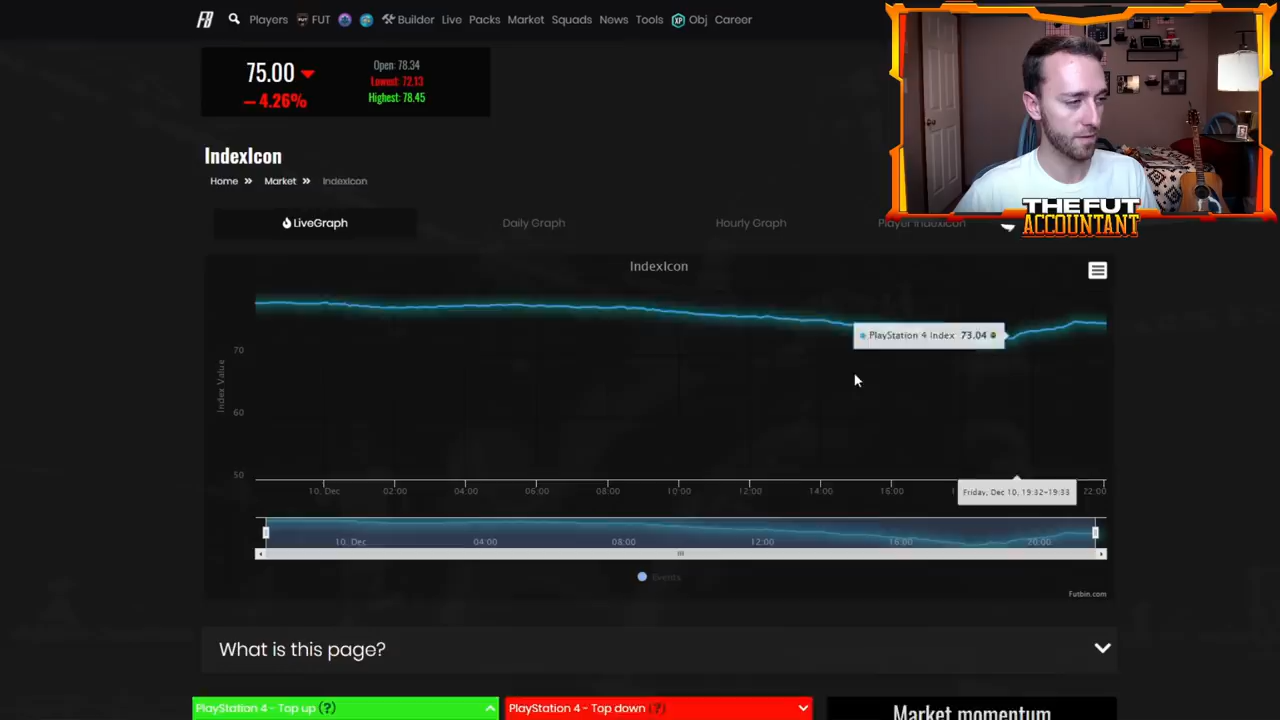 FB Players FUT Builder Live Packs Market Squads News Tools XP Obj Career
75.00
-4.26%
Open: 78.34
Lowest: 72.13
Highest: 78.45
THE FUT
ACCOUNTANT
IndexIcon
Home » Market » IndexIcon
LiveGraph Daily Graph Hourly Graph Player IndexIcon
IndexIcon
PlayStation 4 Index 73.04
Index Value
70
60
50
10. Dec 02:00 04:00 06:00 08:00 10:00 12:00 14:00 16:00 22:00
Friday, Dec 10, 19:32-19:33
10. Dec 04:00 08:00 12:00 16:00 20:00
Events
Futbin.com
What is this page?
PlayStation 4 - Top up (?)
PlayStation 4 - Top down (?)
Market momentum